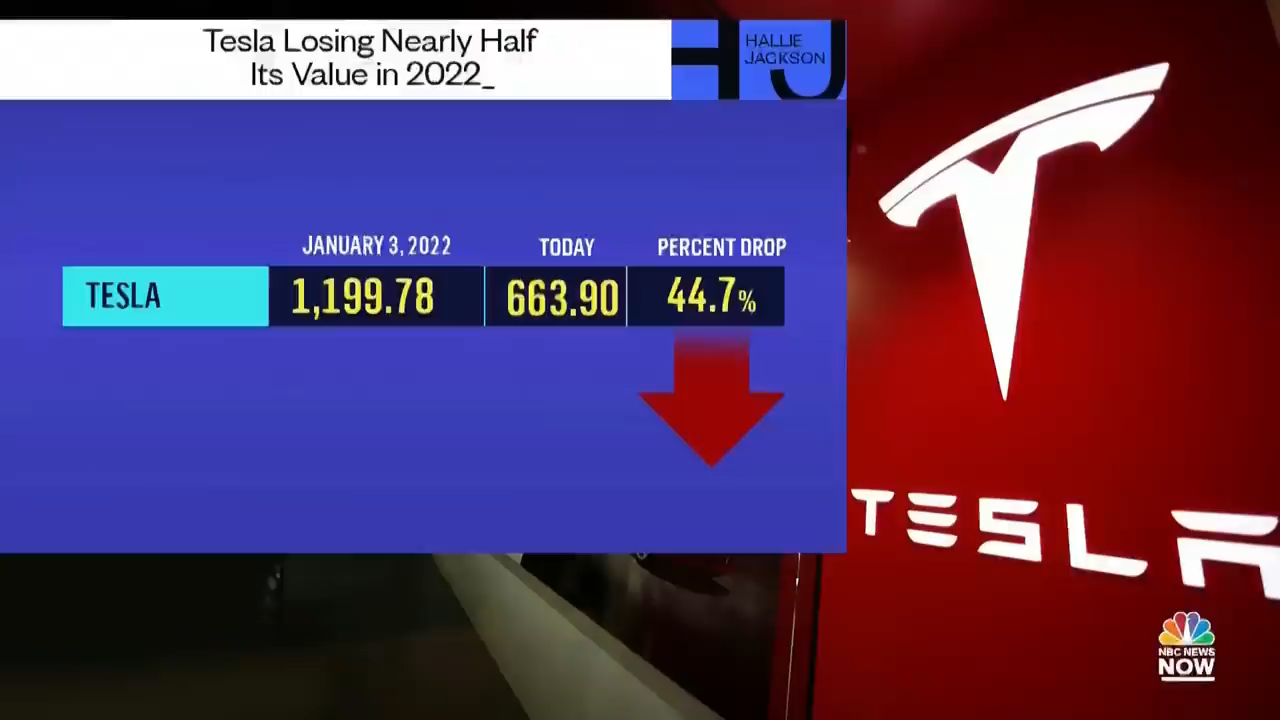 Tesla Losing Nearly Half
Its Value in 2022_
HALLIE
JACKSON
JANUARY 3, 2022 TODAY PERCENT DROP
TESLA 1,199.78 663.90 44.7%
TESLA
NBC NEWS
NOW